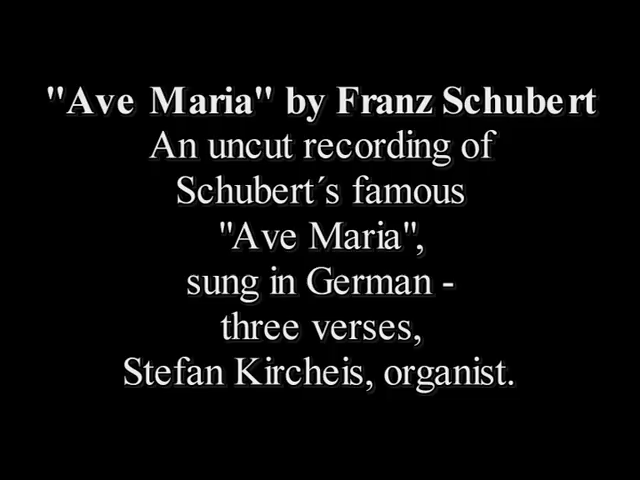 "Ave Maria" by Franz Schubert
An uncut recording of
Schubert´s famous
"Ave Maria",
sung in German -
three verses,
Stefan Kircheis, organist.